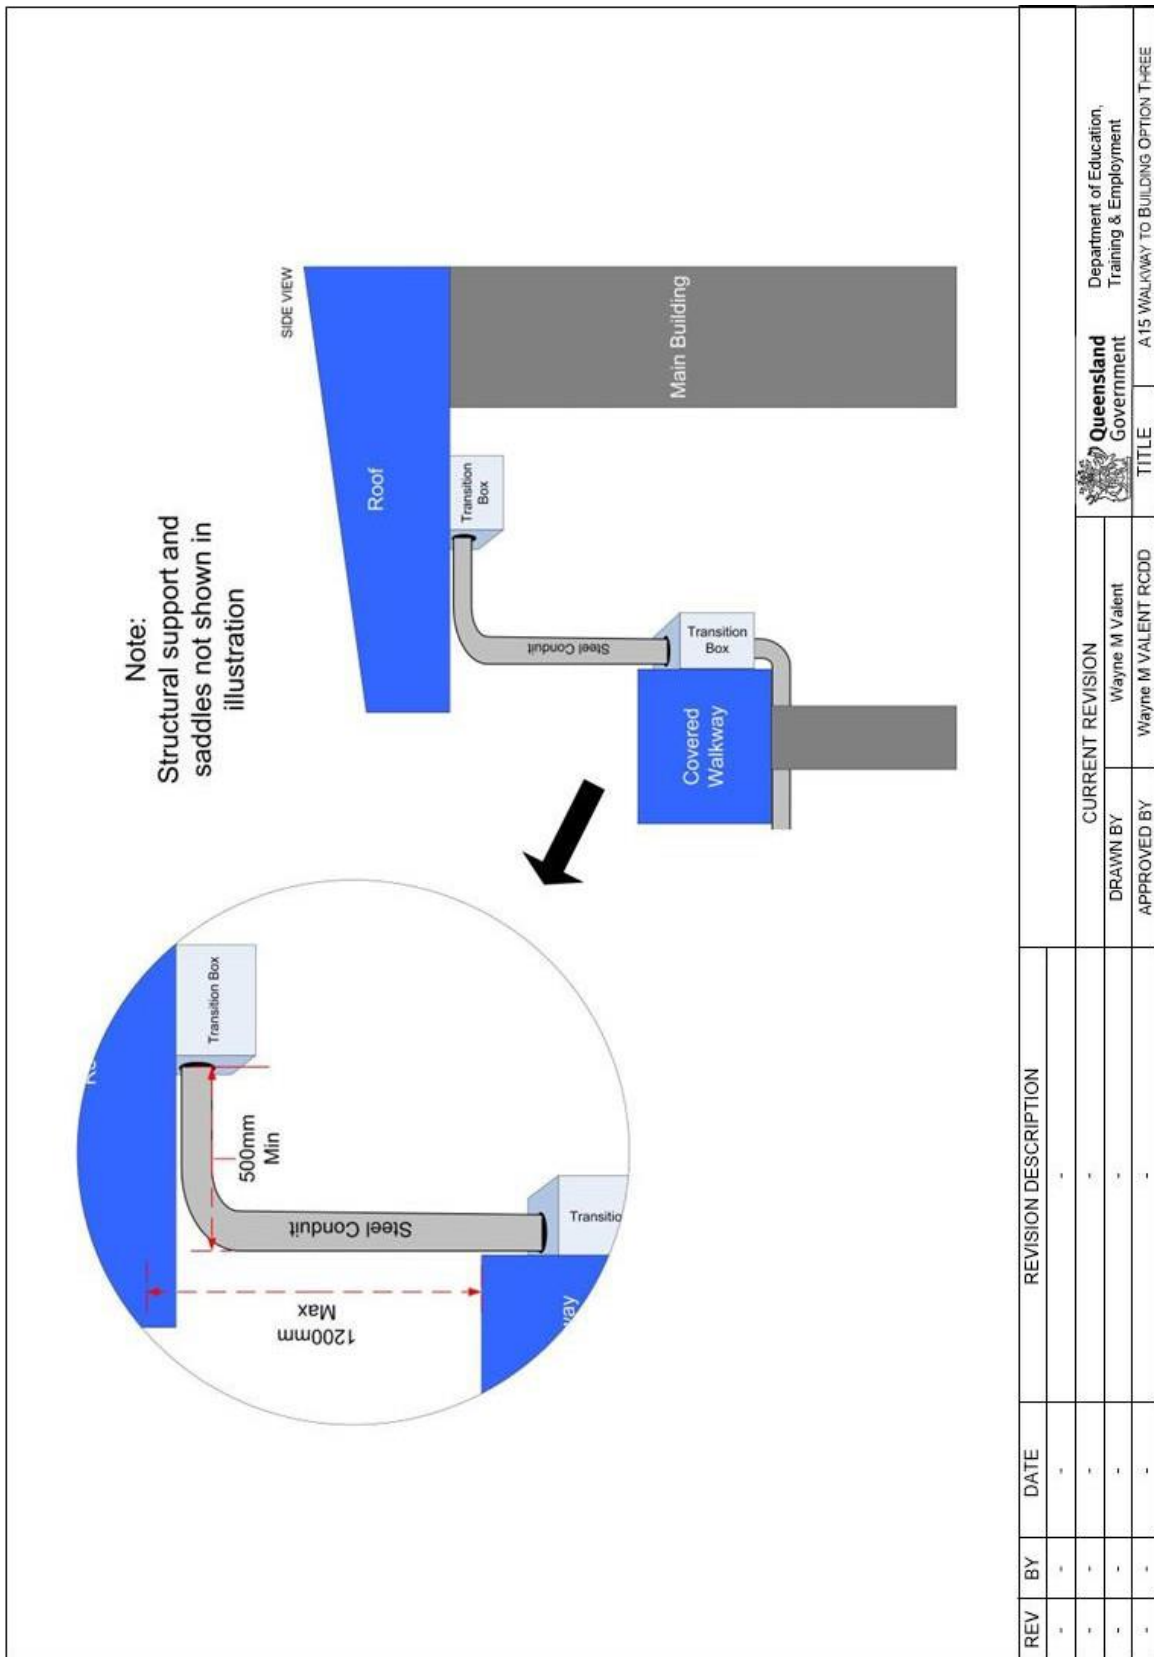 Note:
Structural support and
saddles not shown in
illustration
SIDE VIEW
Roof
Transition
Box
Main Building
Steel Conduit
Transition
Box
Covered
Walkway
Transition Box
500mm
Min
Steel Conduit
1200mm
Max
Transitio
way
REV BY DATE REVISION DESCRIPTION
- - - -
- - - -
- - - -
- - - -
CURRENT REVISION
DRAWN BY Wayne M Valent
APPROVED BY Wayne M VALENT RCDD
Queensland
Government
Department of Education,
Training & Employment
TITLE A15 WALKWAY TO BUILDING OPTION THREE